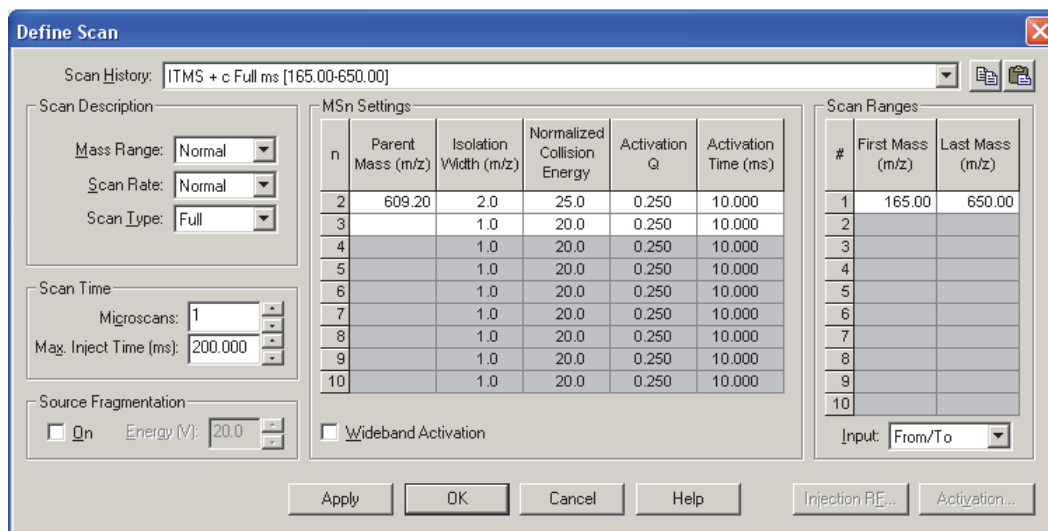 Define Scan
Scan History: ITMS + c Full ms [165.00-650.00]
Scan Description
Mass Range: Normal
Scan Rate: Normal
Scan Type: Full
Scan Time
Microscans: 1
Max. Inject Time (ms): 200.000
Source Fragmentation
On Energy (V): 20.0
MSn Settings
n Parent Mass (m/z) Isolation Width (m/z) Normalized Collision Energy Activation Q Activation Time (ms)
2 609.20 2.0 25.0 0.250 10.000
3 1.0 20.0 0.250 10.000
4 1.0 20.0 0.250 10.000
5 1.0 20.0 0.250 10.000
6 1.0 20.0 0.250 10.000
7 1.0 20.0 0.250 10.000
8 1.0 20.0 0.250 10.000
9 1.0 20.0 0.250 10.000
10 1.0 20.0 0.250 10.000
Wideband Activation
Scan Ranges
# First Mass (m/z) Last Mass (m/z)
1 165.00 650.00
2
3
4
5
6
7
8
9
10
Input: From/To
Apply OK Cancel Help Injection RF... Activation...